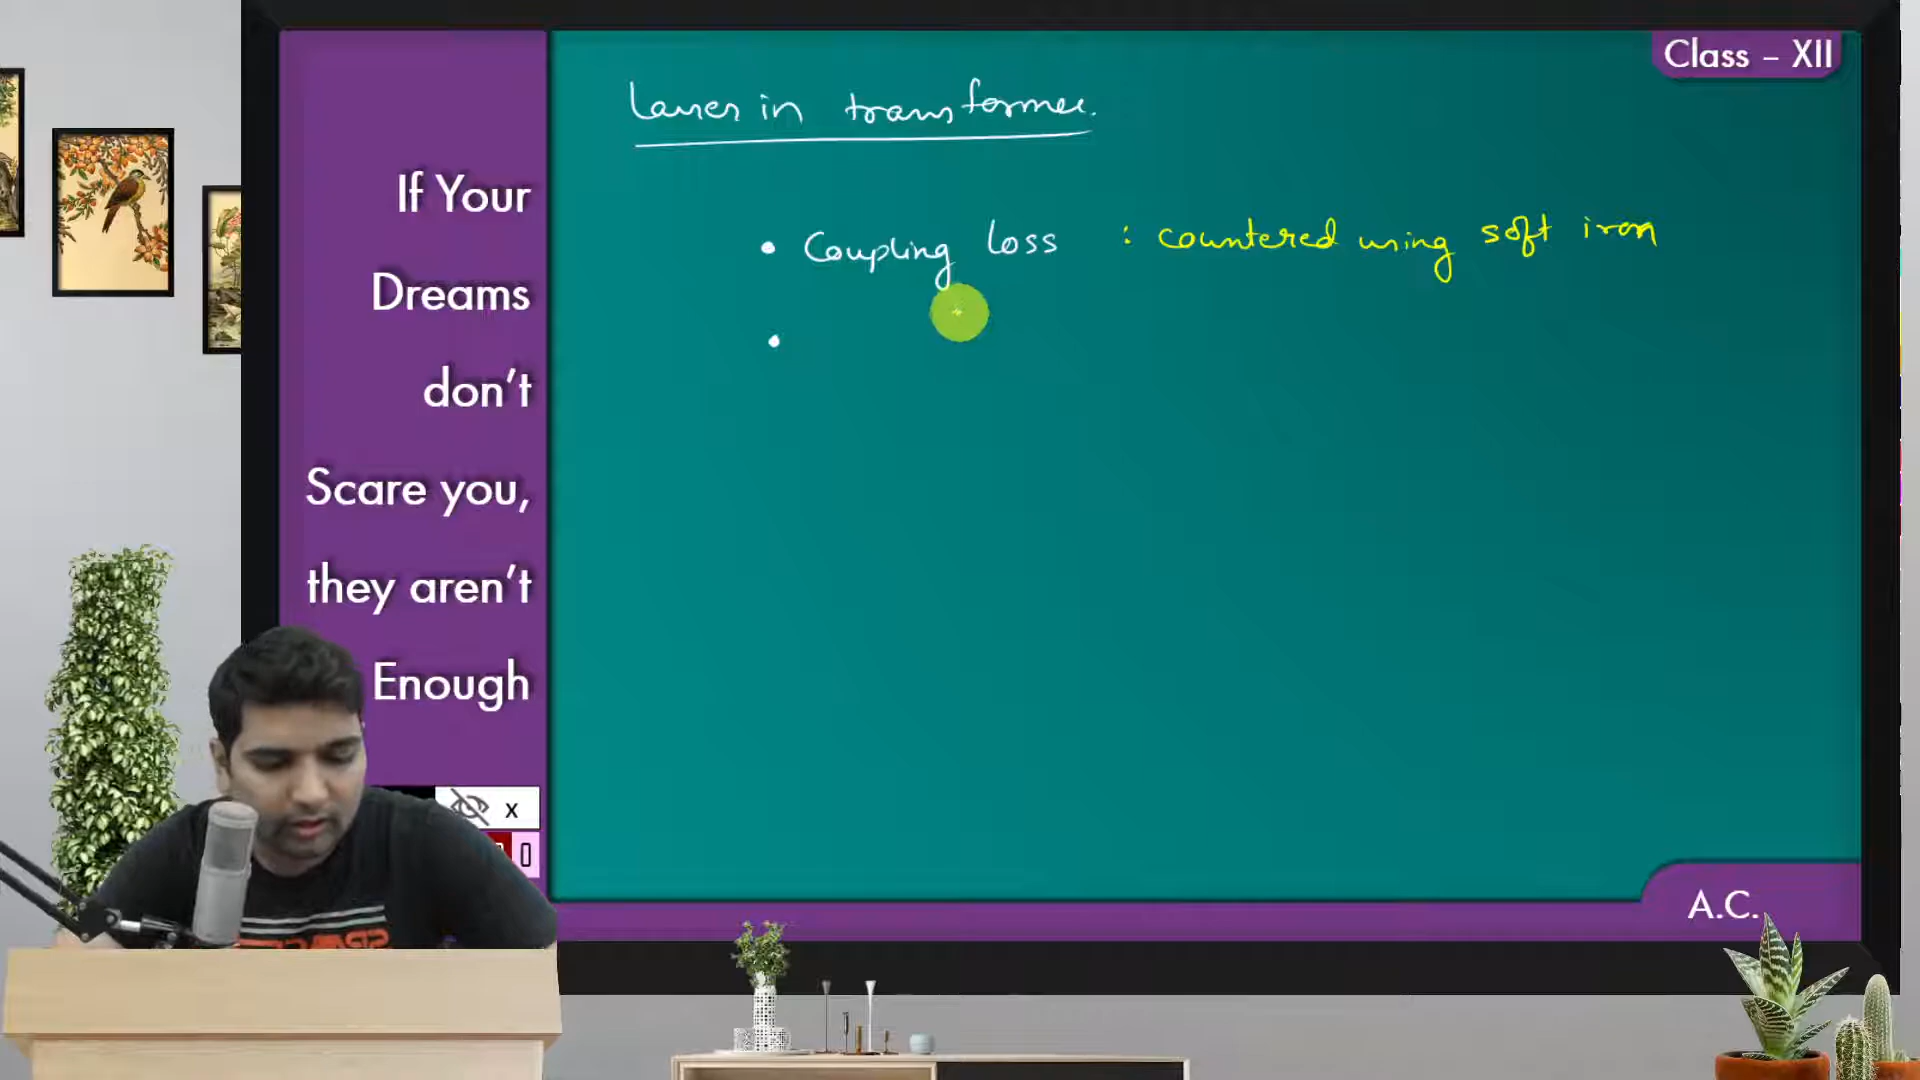 Class – XII
Losses in transformer.
If Your
Dreams
don't
Scare you,
they aren't
Enough
• Coupling loss : countered using soft iron
•
x
0
A.C.